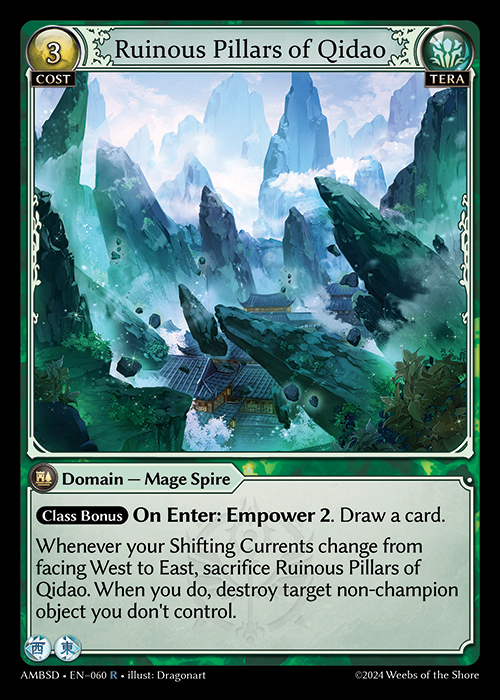 3
COST
Ruinous Pillars of Qidao
TERA
Domain — Mage Spire
Class Bonus On Enter: Empower 2. Draw a card.
Whenever your Shifting Currents change from
facing West to East, sacrifice Ruinous Pillars of
Qidao. When you do, destroy target non-champion
object you don't control.
西 東
AMBSD • EN-060 R • illust: Dragonart
©2024 Weebs of the Shore